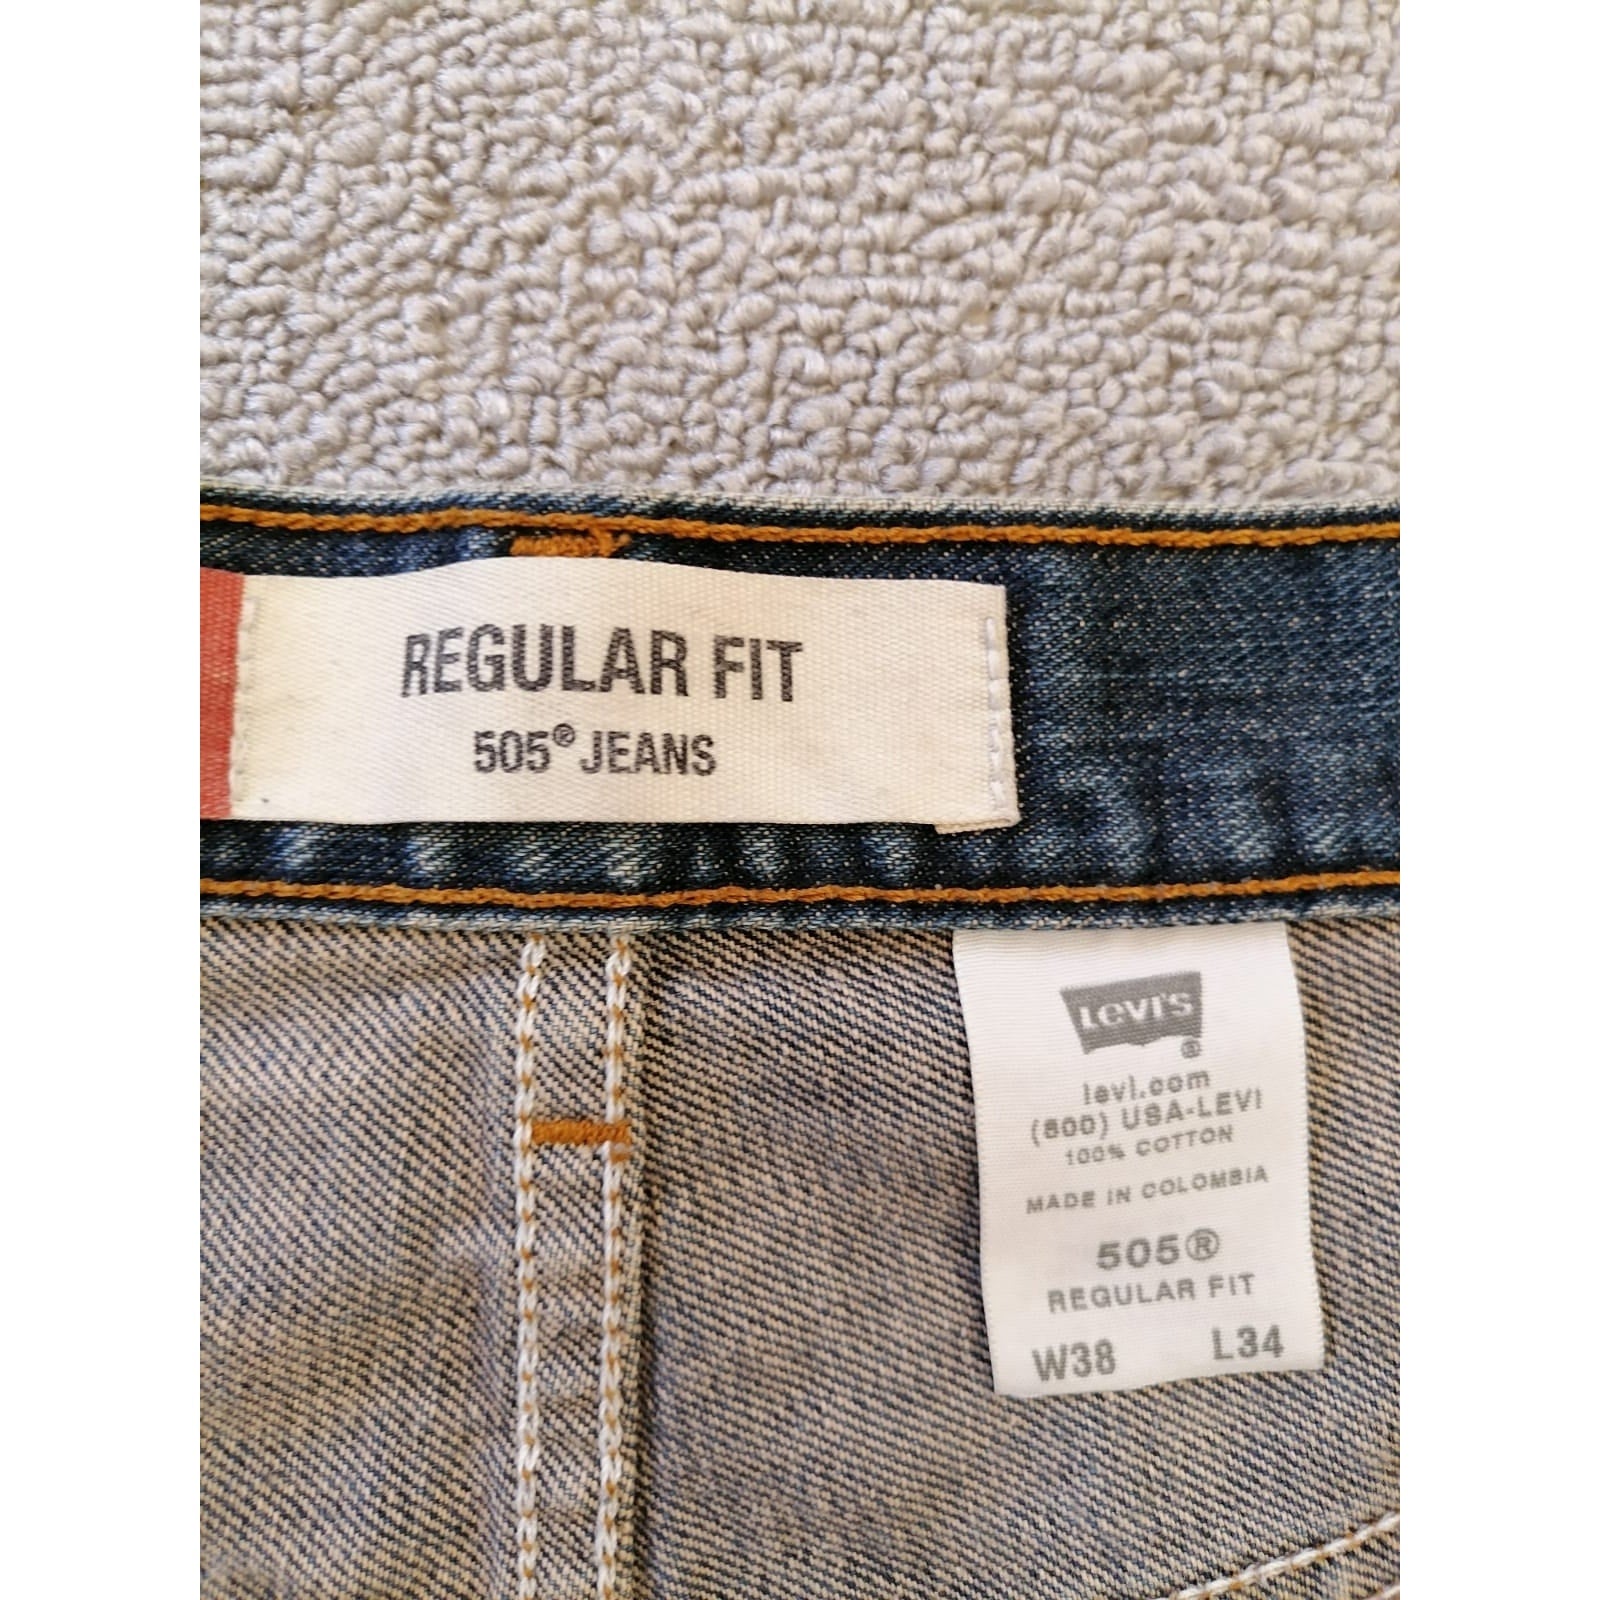 REGULAR FIT
505® JEANS
LEVI'S
®
levi.com
(800) USA-LEVI
100% COTTON
MADE IN COLOMBIA
505®
REGULAR FIT
W38 L34